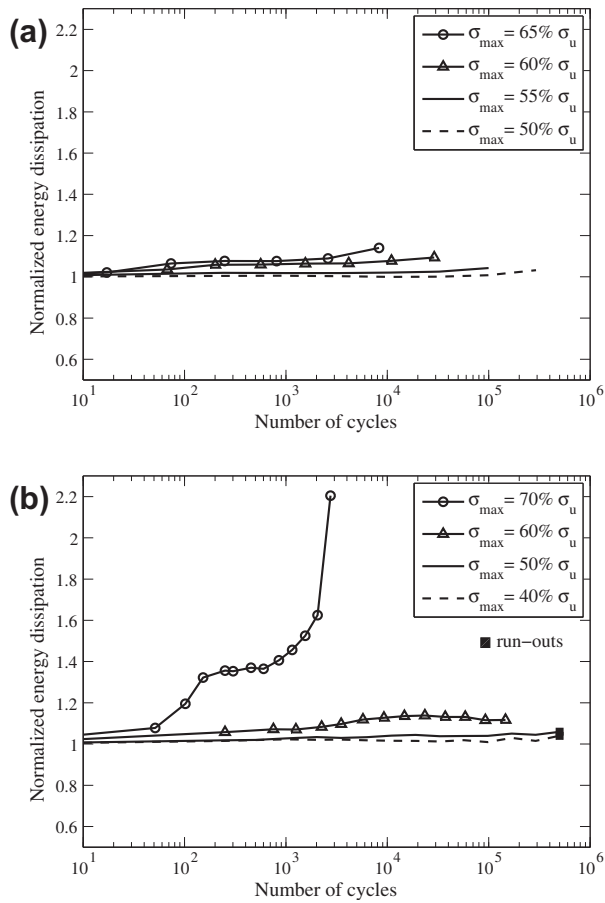 (a)
2.2
2
1.8
1.6
1.4
1.2
1
0.8
0.6
Normalized energy dissipation
σmax= 65% σu
σmax= 60% σu
σmax= 55% σu
σmax= 50% σu
10^1 10^2 10^3 10^4 10^5 10^6
Number of cycles
(b)
2.2
2
1.8
1.6
1.4
1.2
1
0.8
0.6
Normalized energy dissipation
σmax= 70% σu
σmax= 60% σu
σmax= 50% σu
σmax= 40% σu
run−outs
10^1 10^2 10^3 10^4 10^5 10^6
Number of cycles